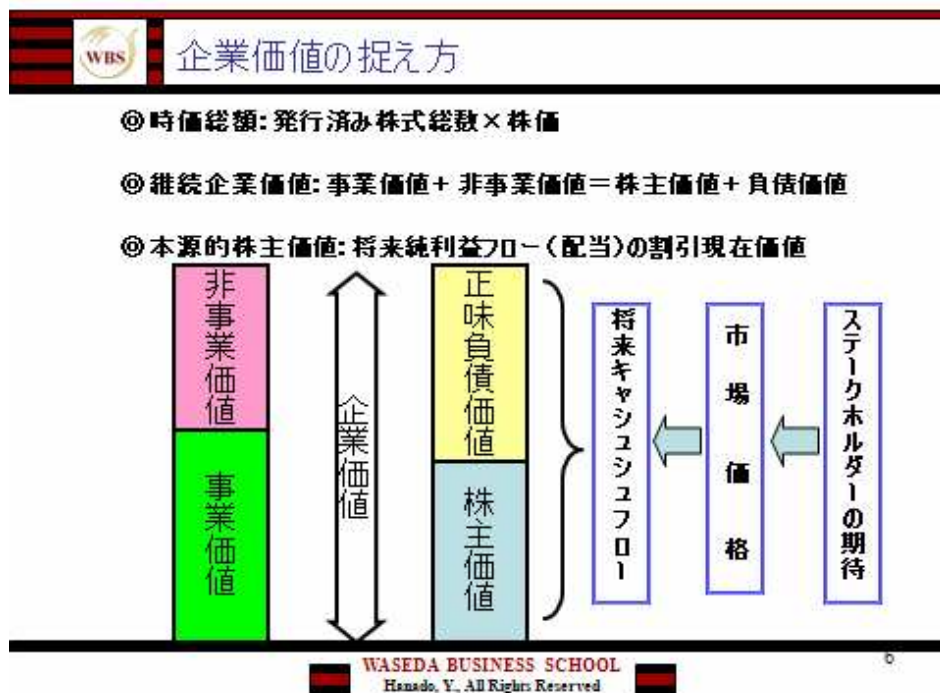 WBS
企業価値の捉え方
◎時価総額:発行済み株式総数×株価
◎継続企業価値:事業価値+ 非事業価値=株主価値+負債価値
◎本源的株主価値:将来純利益フロー(配当)の割引現在価値
非事業価値
事業価値
企業価値
正味負債価値
株主価値
将来キャシュシュフロー
市場価格
ステークホルダーの期待
WASEDA BUSINESS SCHOOL
Hanado, Y., All Rights Reserved
6